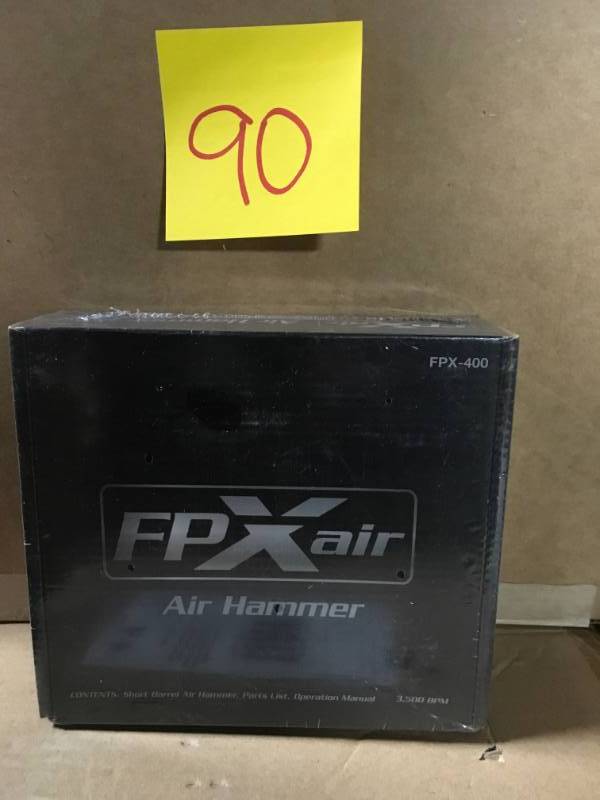 90
FPX-400
FPXair
Air Hammer
CONTENTS: Short Barrel Air Hammer, Parts List, Operation Manual 3,500 BPM